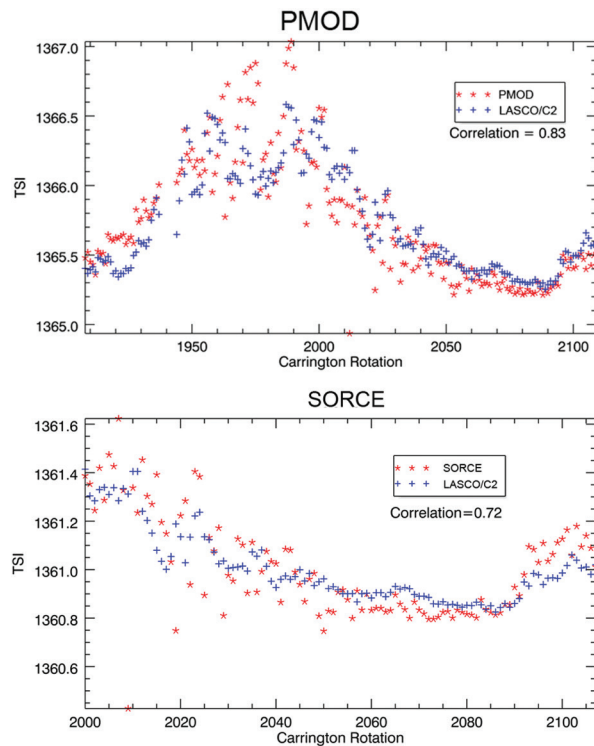 PMOD
1367.0
1366.5
1366.0
1365.5
1365.0
TSI
* * * PMOD
+ + + LASCO/C2
Correlation = 0.83
1950
2000
2050
2100
Carrington Rotation
SORCE
1361.6
1361.4
1361.2
1361.0
1360.8
1360.6
TSI
* * * SORCE
+ + + LASCO/C2
Correlation=0.72
2000
2020
2040
2060
2080
2100
Carrington Rotation